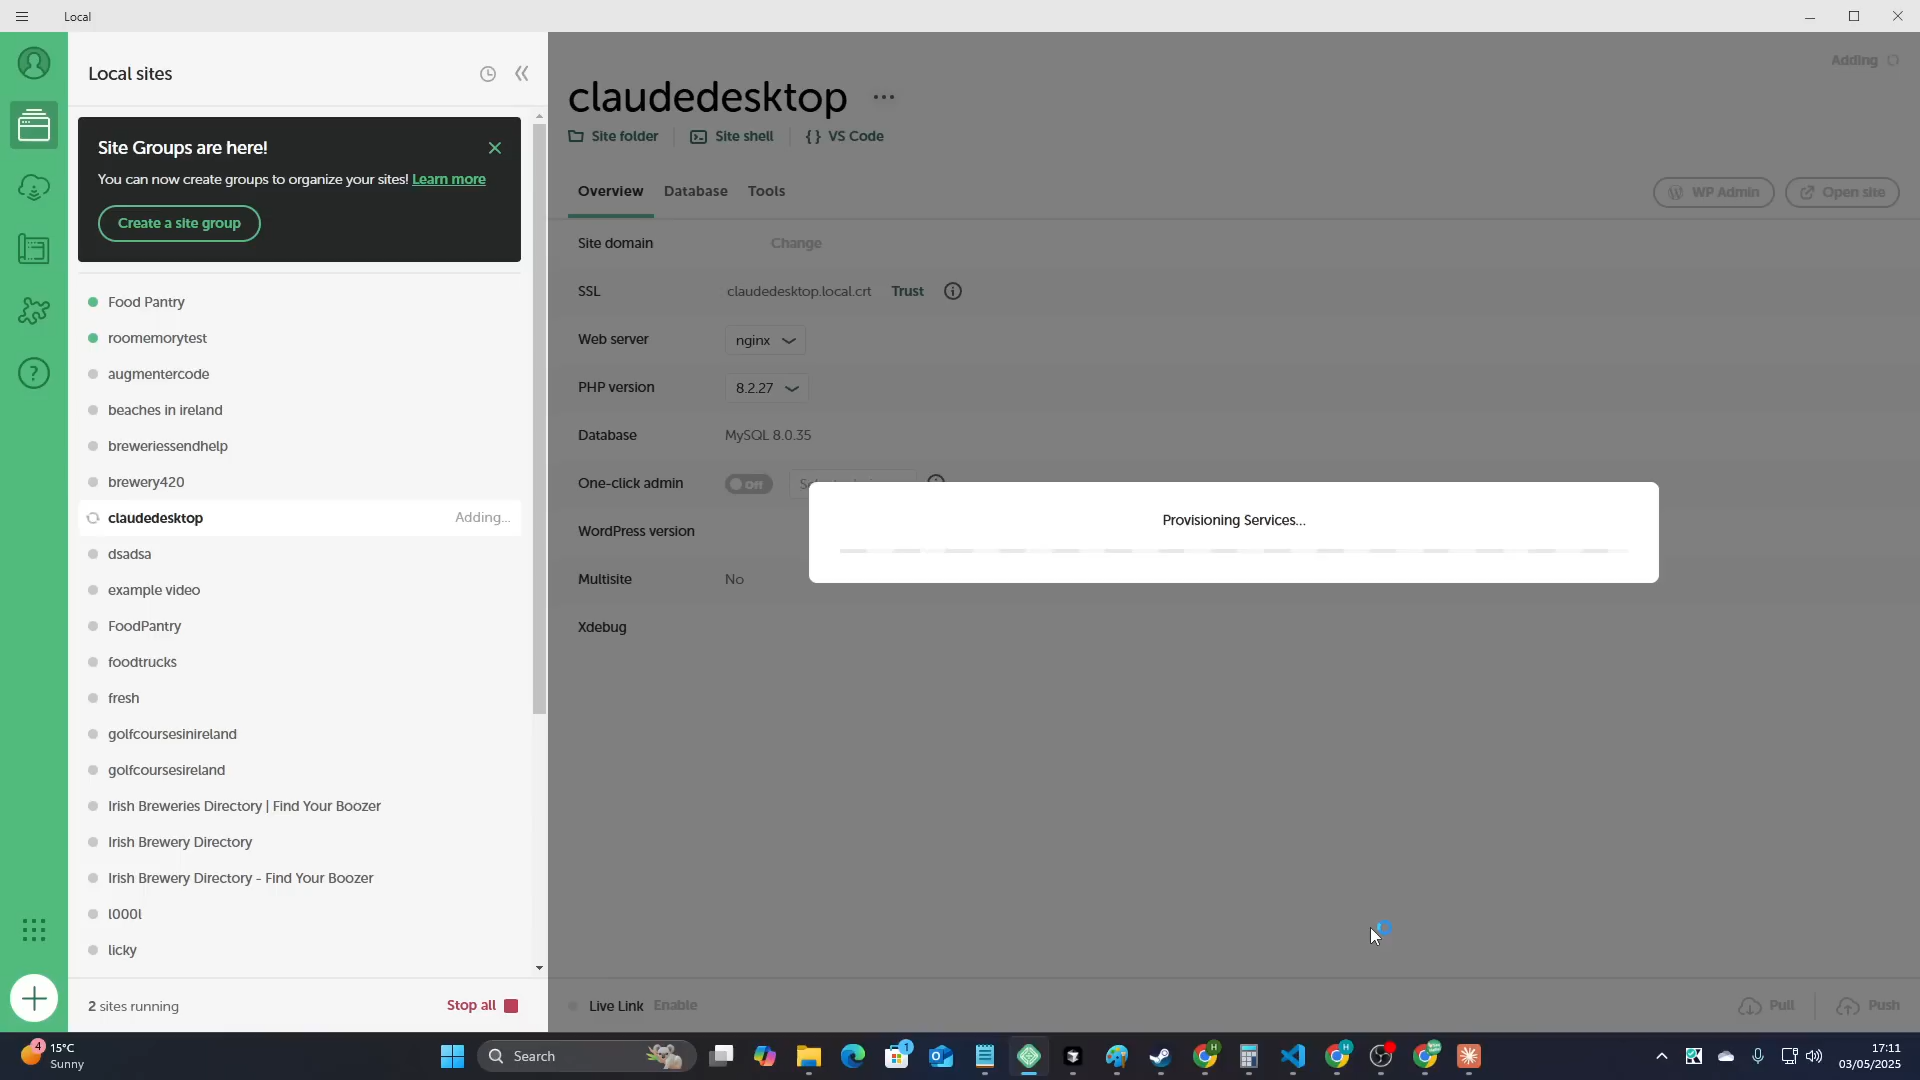 Local
Local sites
Site Groups are here!
You can now create groups to organize your sites! Learn more
Create a site group
Food Pantry
roomemorytest
augmentercode
beaches in ireland
breweriessendhelp
brewery420
claudedesktop
Adding...
dsadsa
example video
FoodPantry
foodtrucks
fresh
golfcoursesinireland
golfcoursesireland
Irish Breweries Directory | Find Your Boozer
Irish Brewery Directory
Irish Brewery Directory - Find Your Boozer
l000l
licky
2 sites running
Stop all
Adding
claudedesktop
Site folder
Site shell
VS Code
Overview
Database
Tools
WP Admin
Open site
Site domain
Change
SSL
claudedesktop.local.crt
Trust
Web server
nginx
PHP version
8.2.27
Database
MySQL 8.0.35
One-click admin
Off
WordPress version
Provisioning Services...
Multisite
No
Xdebug
Live Link
Enable
Pull
Push
4
15°C
Sunny
Search
1
17:11
03/05/2025